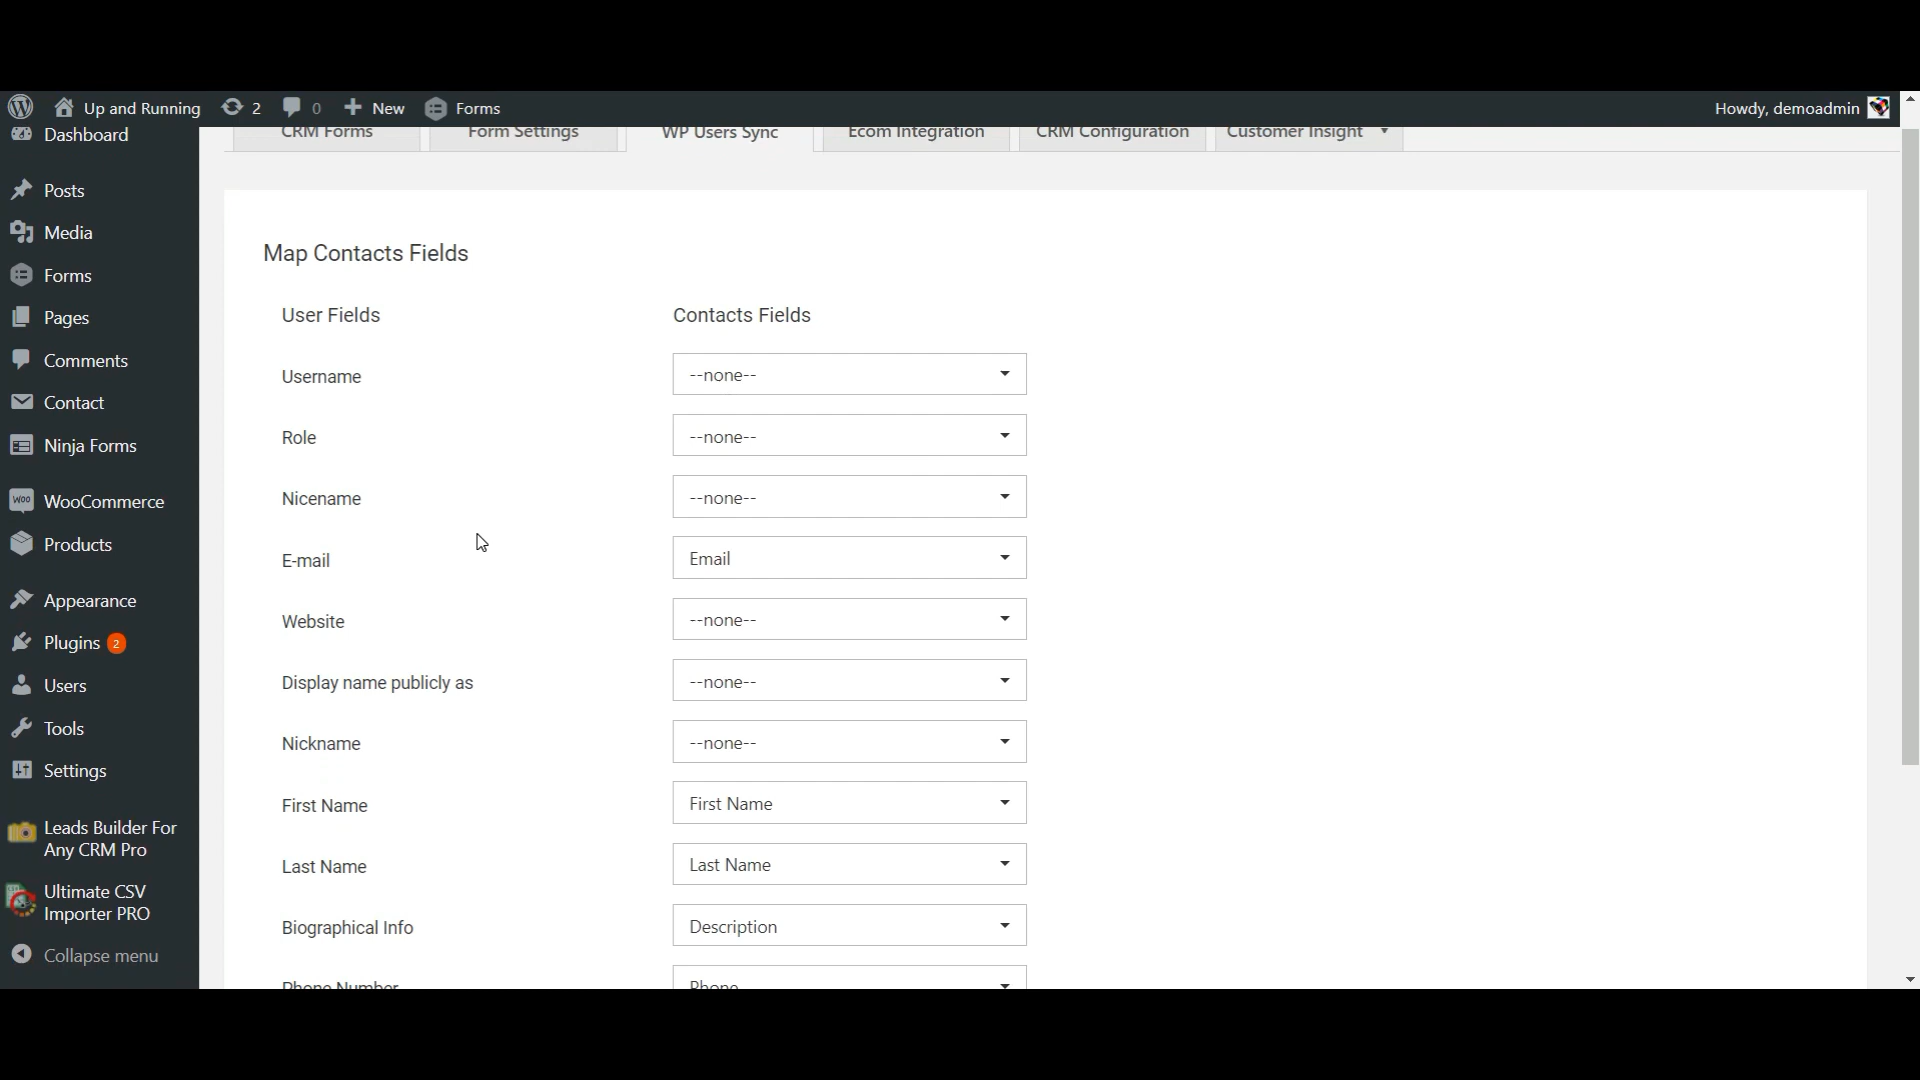 Up and Running 2 0 New Forms Howdy, demoadmin
Dashboard
CRM Forms Form Settings WP Users Sync Ecom Integration CRM Configuration Customer Insight
Posts
Media
Forms
Pages
Comments
Contact
Ninja Forms
WOO WooCommerce
Products
Appearance
Plugins 2
Users
Tools
Settings
Leads Builder For
Any CRM Pro
Ultimate CSV
Importer PRO
Collapse menu
Map Contacts Fields
User Fields Contacts Fields
Username --none--
Role --none--
Nicename --none--
E-mail Email
Website --none--
Display name publicly as --none--
Nickname --none--
First Name First Name
Last Name Last Name
Biographical Info Description
Phone Number Phone